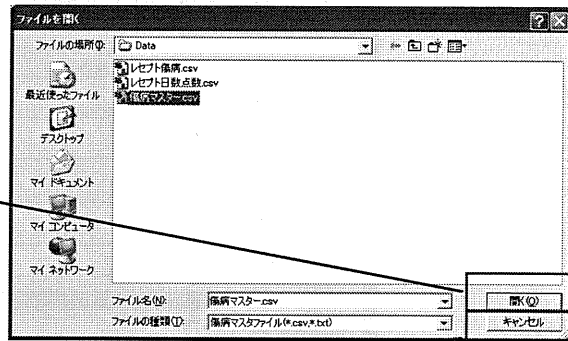 ファイルを開く
ファイルの場所(I):
Data
最近使ったファイル
デスクトップ
マイ ドキュメント
マイ コンピュータ
マイ ネットワーク
レセプト傷病.csv
レセプト日数点数.csv
傷病マスター.csv
ファイル名(N):
傷病マスター.csv
開く(O)
ファイルの種類(T):
傷病マスタファイル(*.csv,*.txt)
キャンセル